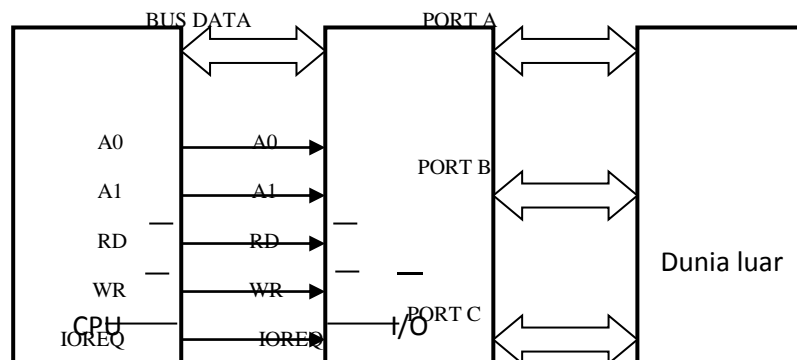 BUS DATA PORT A
A0 A0
PORT B
A1 A1
RD RD
Dunia luar
WR WR
PORT C
CPU I/O
IOREQ IOREQ